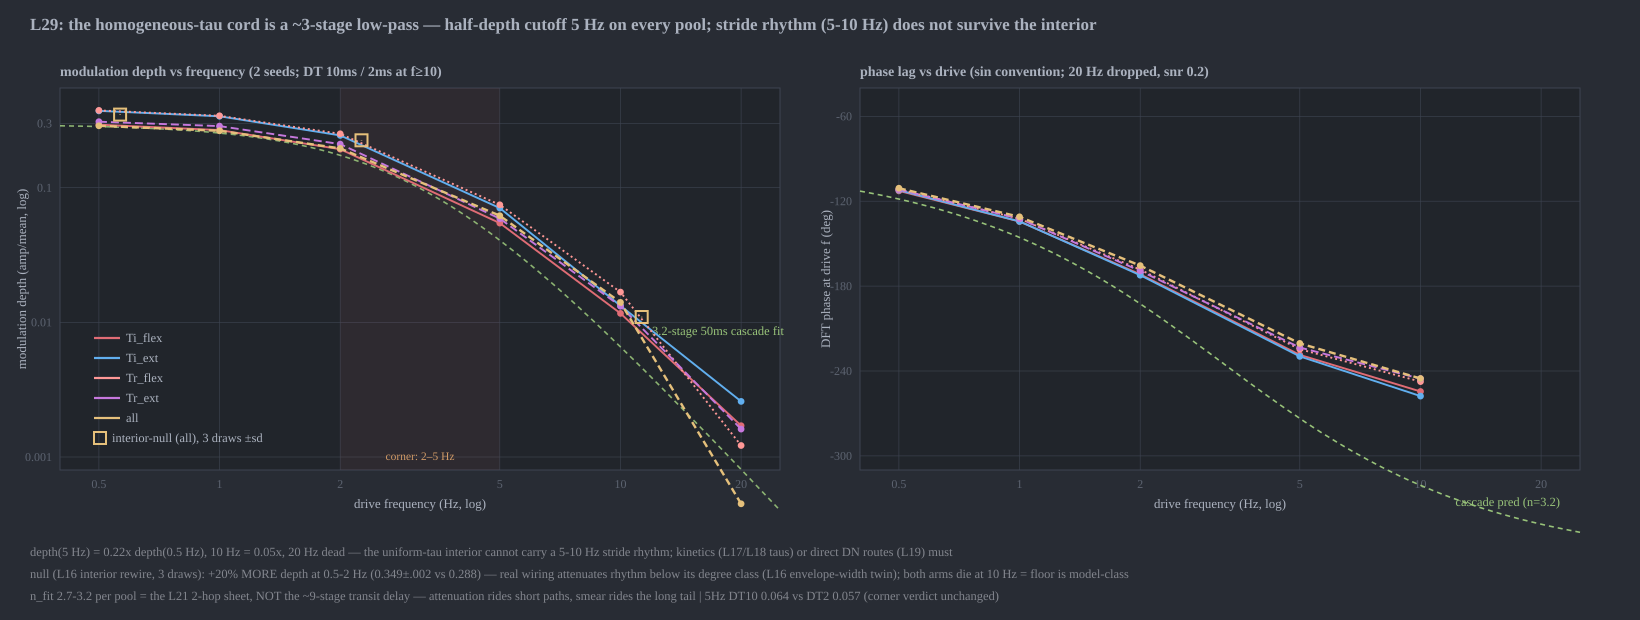 L29: the homogeneous-tau cord is a ~3-stage low-pass — half-depth cutoff 5 Hz on every pool; stride rhythm (5-10 Hz) does not survive the interior
modulation depth vs frequency (2 seeds; DT 10ms / 2ms at f≥10)
0.3
0.1
0.01
0.001
modulation depth (amp/mean, log)
3.2-stage 50ms cascade fit
Ti_flex
Ti_ext
Tr_flex
Tr_ext
all
interior-null (all), 3 draws ±sd
corner: 2–5 Hz
0.5 1 2 5 10 20
drive frequency (Hz, log)
phase lag vs drive (sin convention; 20 Hz dropped, snr 0.2)
-60
-120
-180
-240
-300
DFT phase at drive f (deg)
0.5 1 2 5 10 20
cascade pred (n=3.2)
drive frequency (Hz, log)
depth(5 Hz) = 0.22x depth(0.5 Hz), 10 Hz = 0.05x, 20 Hz dead — the uniform-tau interior cannot carry a 5-10 Hz stride rhythm; kinetics (L17/L18 taus) or direct DN routes (L19) must
null (L16 interior rewire, 3 draws): +20% MORE depth at 0.5-2 Hz (0.349±.002 vs 0.288) — real wiring attenuates rhythm below its degree class (L16 envelope-width twin); both arms die at 10 Hz = floor is model-class
n_fit 2.7-3.2 per pool = the L21 2-hop sheet, NOT the ~9-stage transit delay — attenuation rides short paths, smear rides the long tail | 5Hz DT10 0.064 vs DT2 0.057 (corner verdict unchanged)